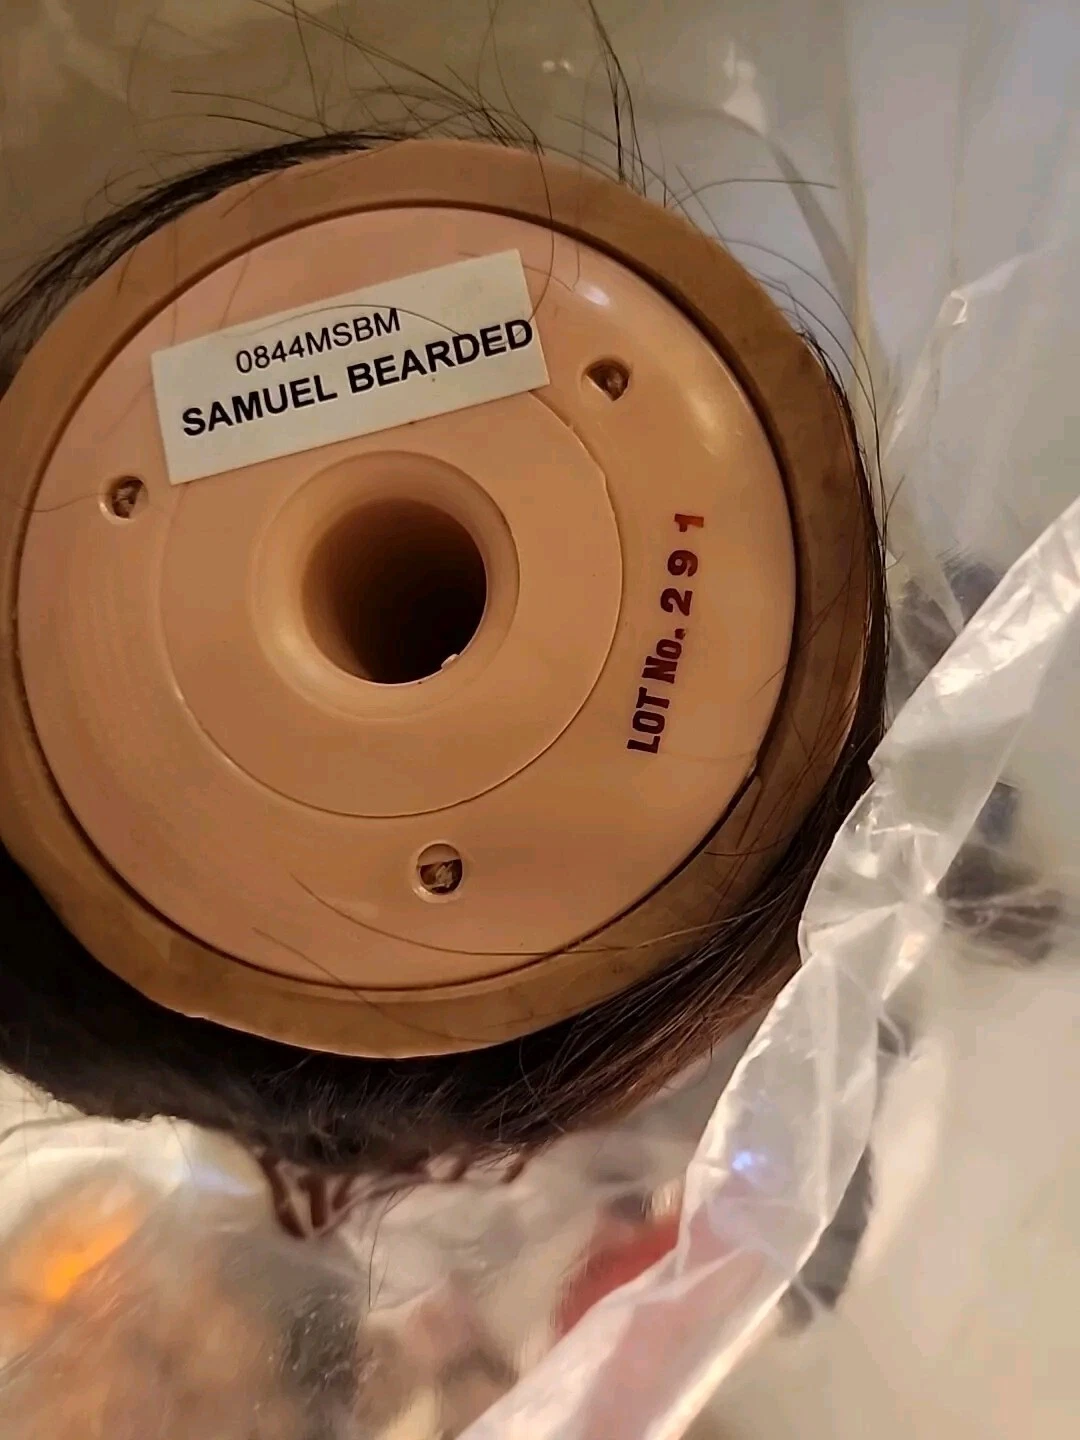 0844MSBM
SAMUEL BEARDED
LOT No. 291